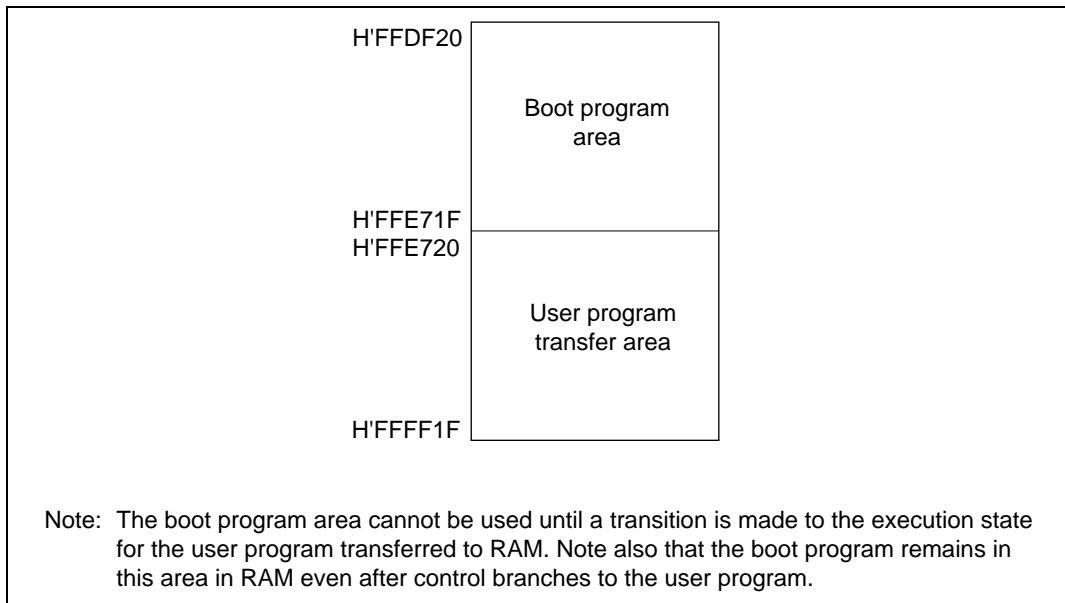 H'FFDF20
Boot program
area
H'FFE71F
H'FFE720
User program
transfer area
H'FFFF1F
Note: The boot program area cannot be used until a transition is made to the execution state
for the user program transferred to RAM. Note also that the boot program remains in
this area in RAM even after control branches to the user program.